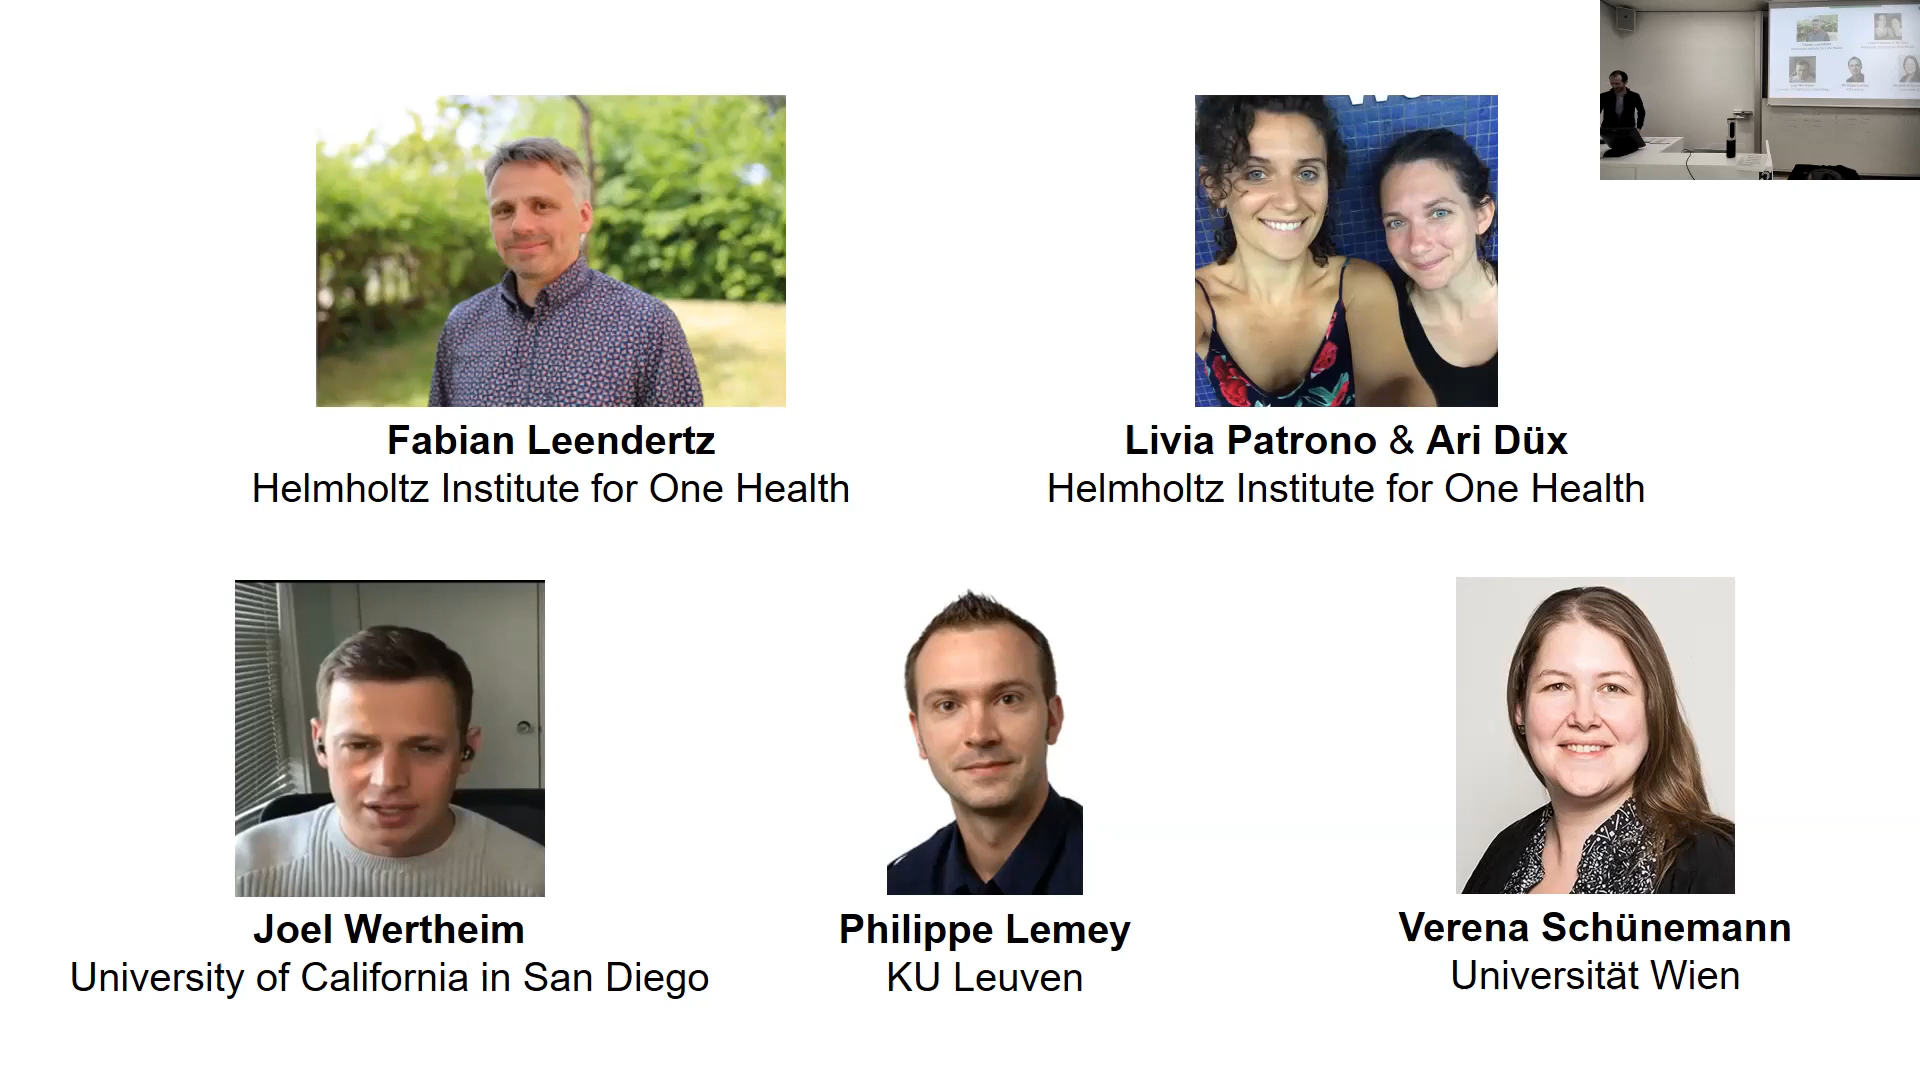 Fabian Leendertz
Helmholtz Institute for One Health
Livia Patrono & Ari Düx
Helmholtz Institute for One Health
Joel Wertheim
University of California in San Diego
Philippe Lemey
KU Leuven
Verena Schünemann
Universität Wien